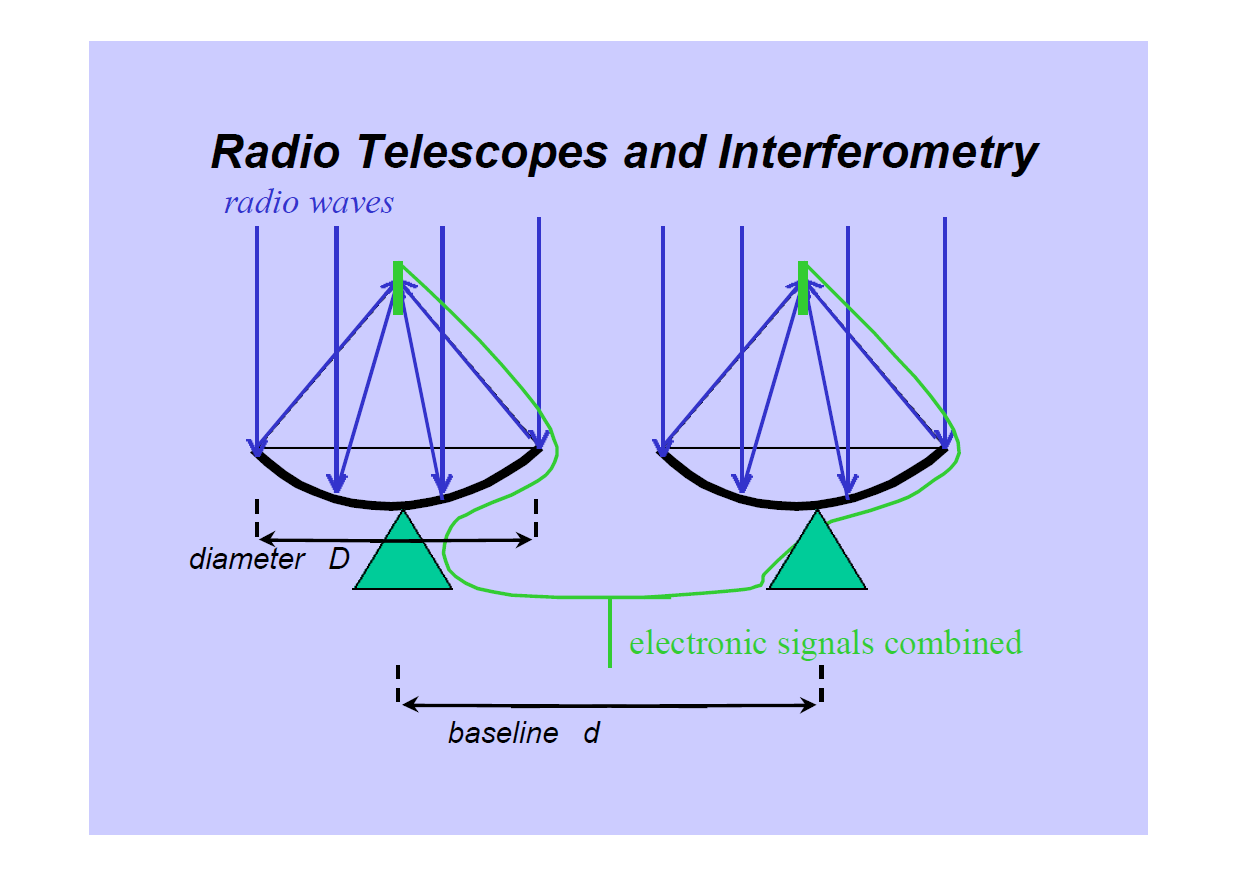 Radio Telescopes and Interferometry
radio waves
diameter D
electronic signals combined
baseline d